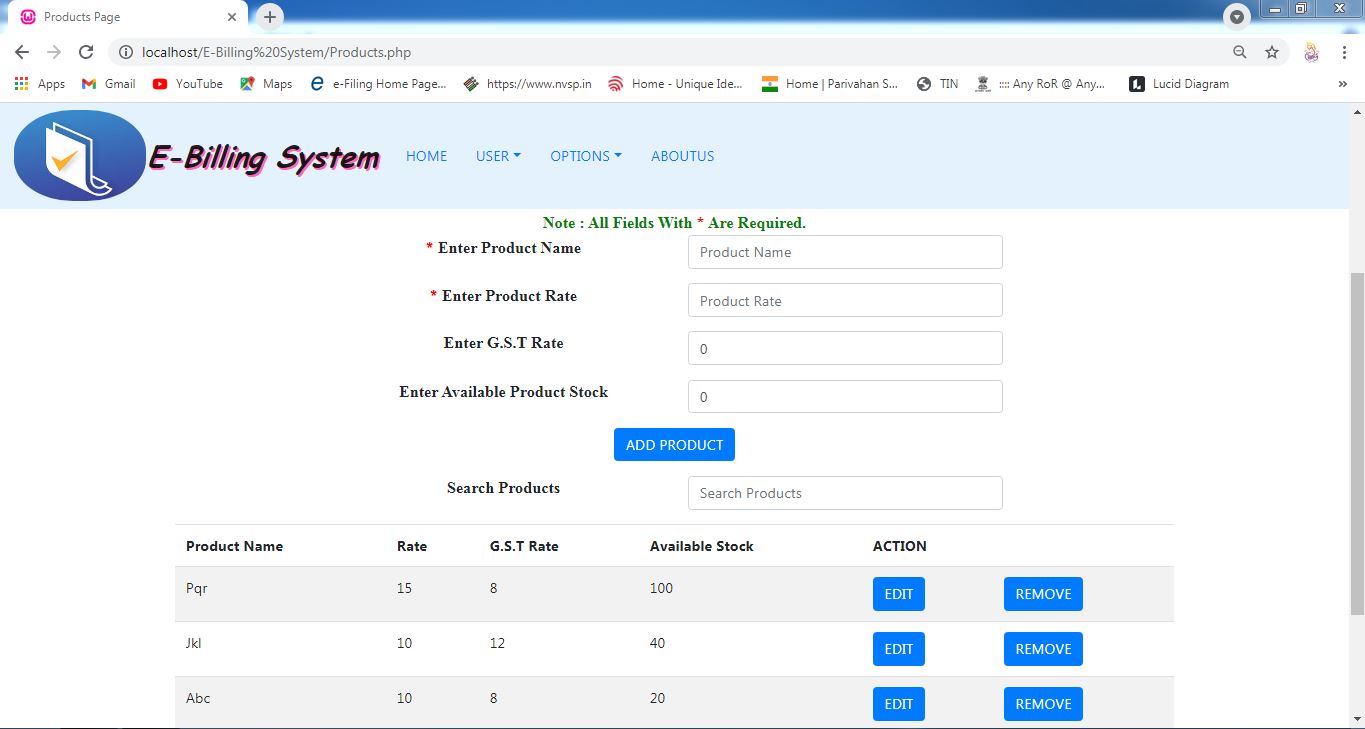 Products Page
localhost/E-Billing%20System/Products.php
Apps Gmail YouTube Maps e-Filing Home Page... https://www.nvsp.in Home - Unique Ide... Home | Parivahan S... TIN :::: Any RoR @ Any... Lucid Diagram »
E-Billing System HOME USER OPTIONS ABOUTUS
Note : All Fields With * Are Required.
* Enter Product Name Product Name
* Enter Product Rate Product Rate
Enter G.S.T Rate 0
Enter Available Product Stock 0
ADD PRODUCT
Search Products Search Products
Product Name Rate G.S.T Rate Available Stock ACTION
Pqr 15 8 100 EDIT REMOVE
Jkl 10 12 40 EDIT REMOVE
Abc 10 8 20 EDIT REMOVE